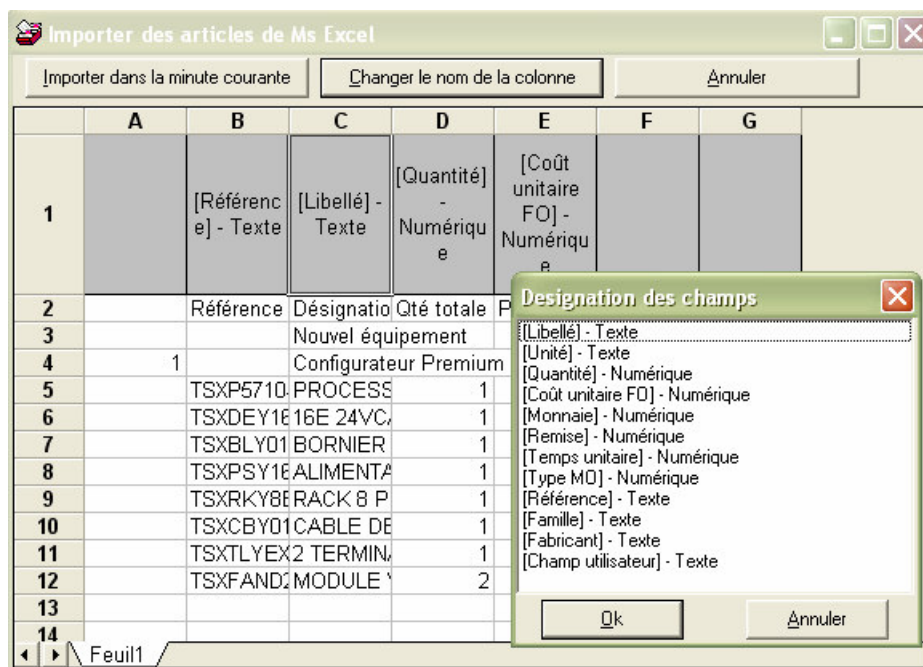 Importer des articles de Ms Excel
Importer dans la minute courante Changer le nom de la colonne Annuler
A B C D E F G
1 [Référenc [Libellé] - [Quantité] [Coût
e] - Texte Texte - unitaire
Numériqu FO] -
e Numériqu
e
2 Référence Désignatio Qté totale P
3 Nouvel équipement
4 1 Configurateur Premium
5 TSXP5710 PROCESS 1
6 TSXDEY16 16E 24VC 1
7 TSXBLY01 BORNIER 1
8 TSXPSY16 ALIMENTA 1
9 TSXRKY8E RACK 8 P 1
10 TSXCBY01 CABLE DE 1
11 TSXTLYEX 2 TERMIN 1
12 TSXFAND2 MODULE 2
13
14
Feuil1
Designation des champs
[Libellé] - Texte
[Unité] - Texte
[Quantité] - Numérique
[Coût unitaire FO] - Numérique
[Monnaie] - Numérique
[Remise] - Numérique
[Temps unitaire] - Numérique
[Type MO] - Numérique
[Référence] - Texte
[Famille] - Texte
[Fabricant] - Texte
[Champ utilisateur] - Texte
Ok Annuler